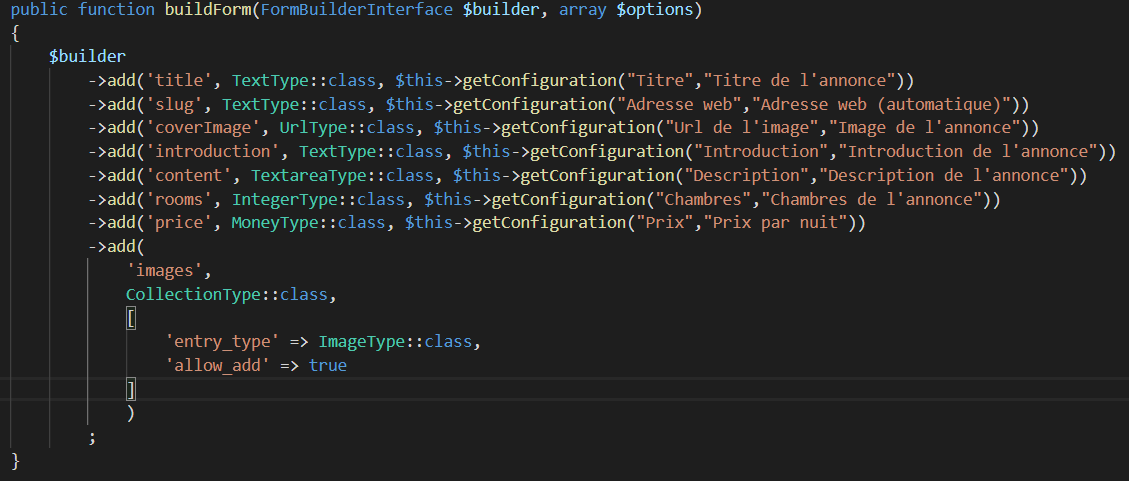 public function buildForm(FormBuilderInterface $builder, array $options)
{
$builder
->add('title', TextType::class, $this->getConfiguration("Titre","Titre de l'annonce"))
->add('slug', TextType::class, $this->getConfiguration("Adresse web","Adresse web (automatique)"))
->add('coverImage', UrlType::class, $this->getConfiguration("Url de l'image","Image de l'annonce"))
->add('introduction', TextType::class, $this->getConfiguration("Introduction","Introduction de l'annonce"))
->add('content', TextareaType::class, $this->getConfiguration("Description","Description de l'annonce"))
->add('rooms', IntegerType::class, $this->getConfiguration("Chambres","Chambres de l'annonce"))
->add('price', MoneyType::class, $this->getConfiguration("Prix","Prix par nuit"))
->add(
'images',
CollectionType::class,
[
'entry_type' => ImageType::class,
'allow_add' => true
]
)
;
}